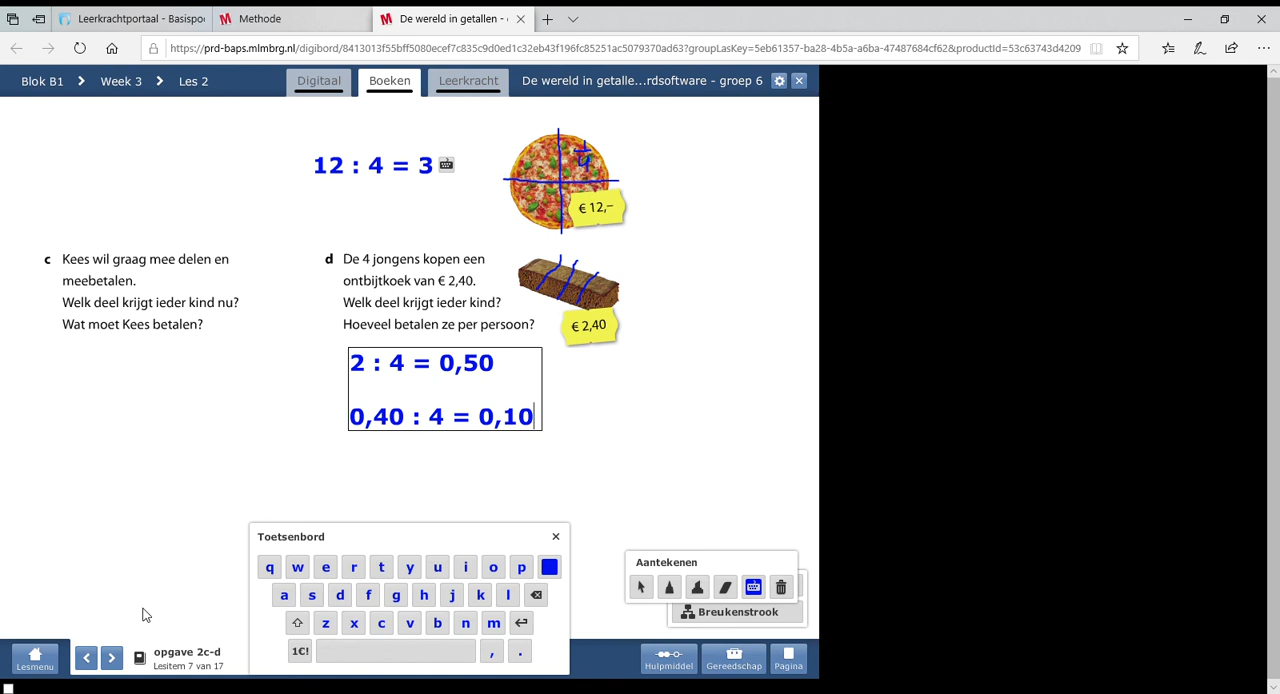 Leerkrachtportaal - Basispoo
Methode
De wereld in getallen -
https://prd-baps.mlmbrg.nl/digibord/8413013f55bff5080ecef7c835c9d0ed1c32eb43f196fc85251ac5079370ad63?groupLasKey=5eb61357-ba28-4b5a-a6ba-47487684cf62&productId=53c63743d4209
Blok B1 Week 3 Les 2 Digitaal Boeken Leerkracht De wereld in getalle...rdsoftware - groep 6
12 : 4 = 3
1/4
€ 12,–
c Kees wil graag mee delen en
meebetalen.
Welk deel krijgt ieder kind nu?
Wat moet Kees betalen?
d De 4 jongens kopen een
ontbijtkoek van € 2,40.
Welk deel krijgt ieder kind?
Hoeveel betalen ze per persoon?
€ 2,40
2 : 4 = 0,50
0,40 : 4 = 0,10
Toetsenbord
q w e r t y u i o p
a s d f g h j k l
z x c v b n m
1€! , .
Aantekenen
Breukenstrook
Lesmenu
opgave 2c-d
Lesitem 7 van 17
Hulpmiddel Gereedschap Pagina